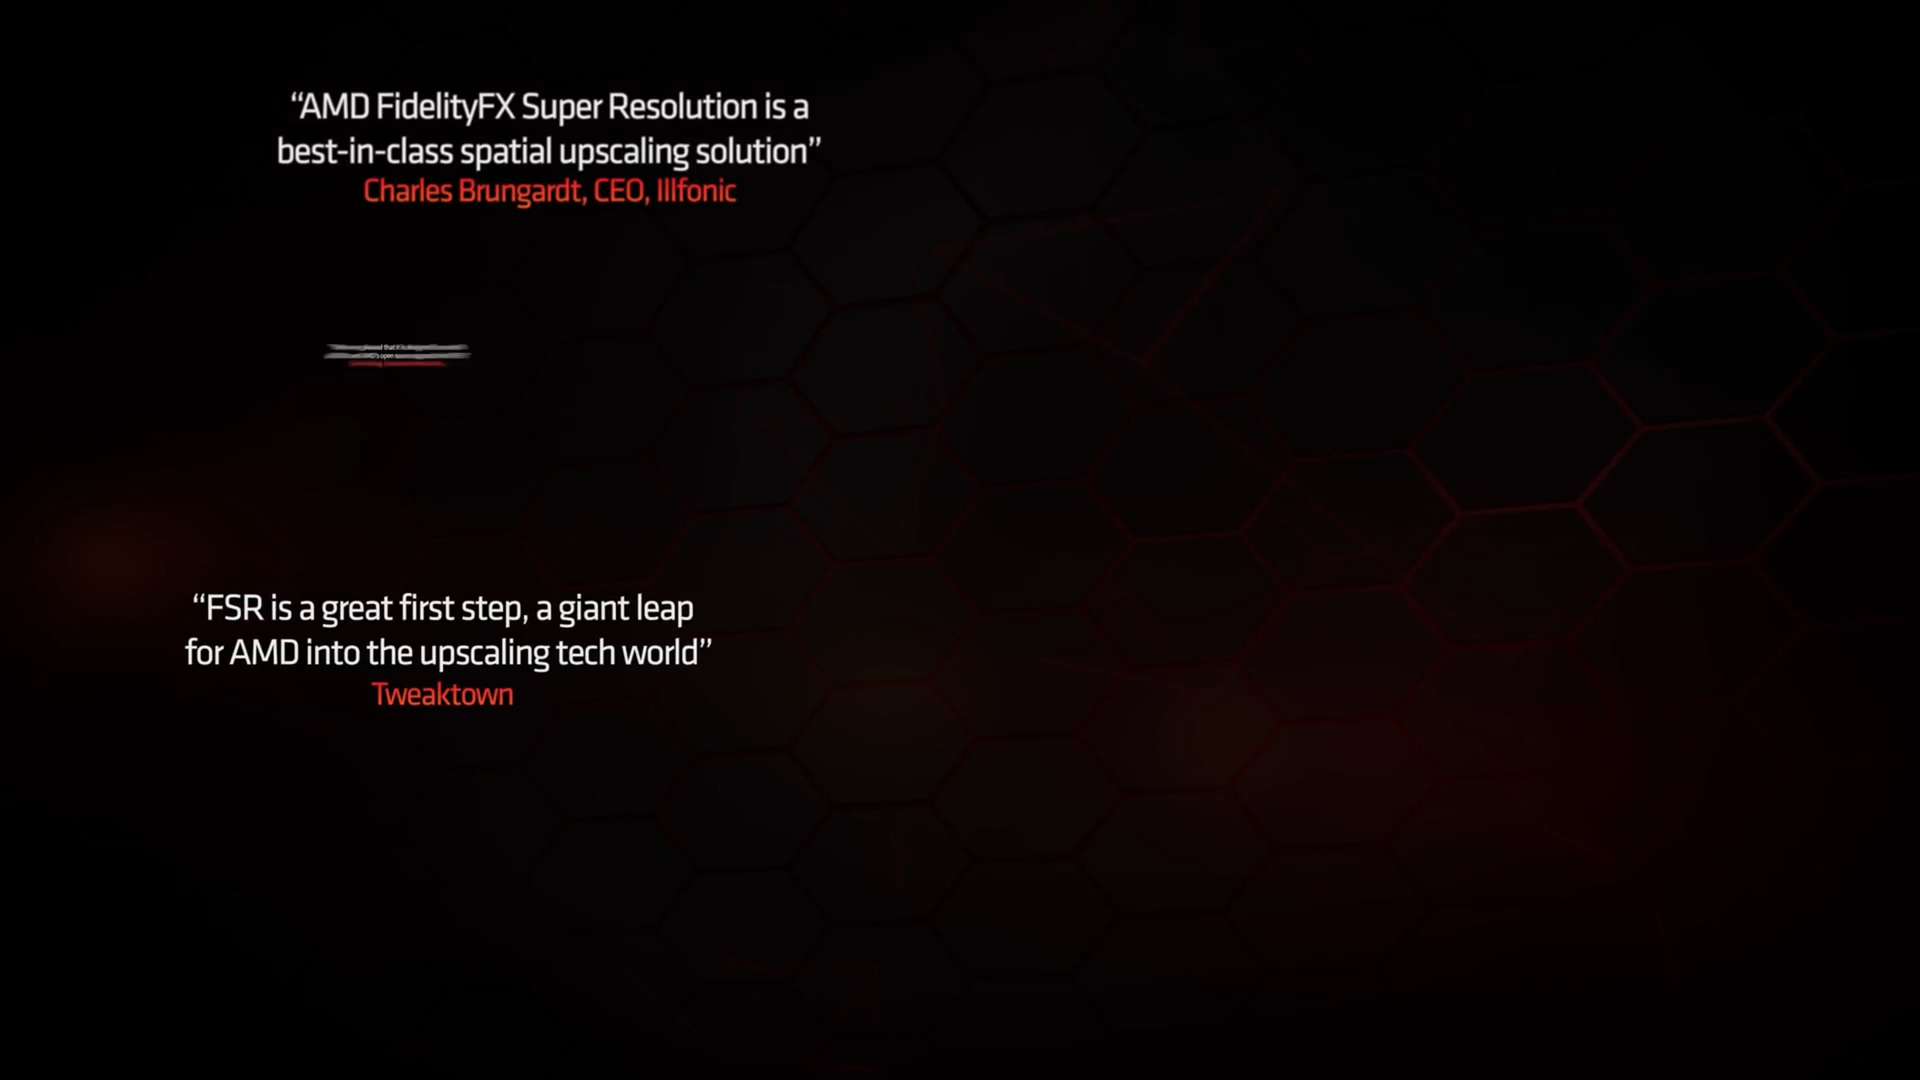 “AMD FidelityFX Super Resolution is a
best-in-class spatial upscaling solution”
Charles Brungardt, CEO, Illfonic
“FSR is a great first step, a giant leap
for AMD into the upscaling tech world”
Tweaktown